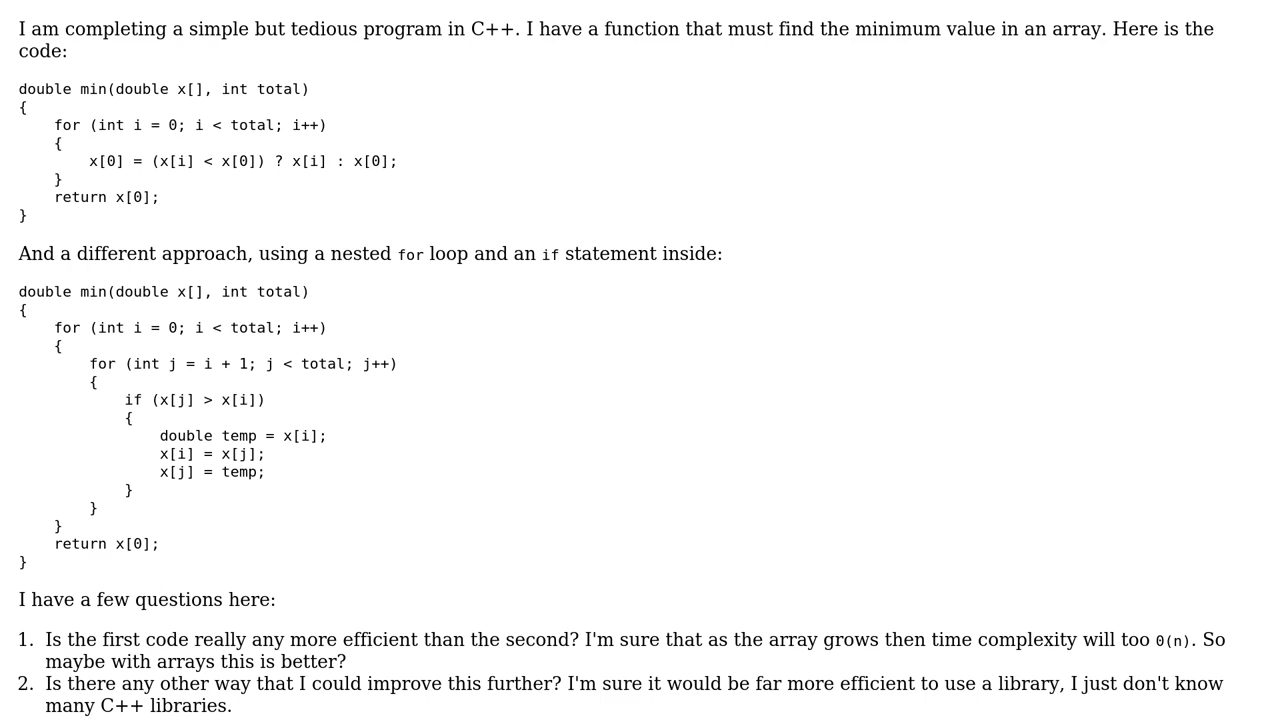 I am completing a simple but tedious program in C++. I have a function that must find the minimum value in an array. Here is the
code:
double min(double x[], int total)
{
    for (int i = 0; i < total; i++)
    {
        x[0] = (x[i] < x[0]) ? x[i] : x[0];
    }
    return x[0];
}
And a different approach, using a nested for loop and an if statement inside:
double min(double x[], int total)
{
    for (int i = 0; i < total; i++)
    {
        for (int j = i + 1; j < total; j++)
        {
            if (x[j] > x[i])
            {
                double temp = x[i];
                x[i] = x[j];
                x[j] = temp;
            }
        }
    }
    return x[0];
}
I have a few questions here:
1. Is the first code really any more efficient than the second? I'm sure that as the array grows then time complexity will too O(n). So
maybe with arrays this is better?
2. Is there any other way that I could improve this further? I'm sure it would be far more efficient to use a library, I just don't know
many C++ libraries.